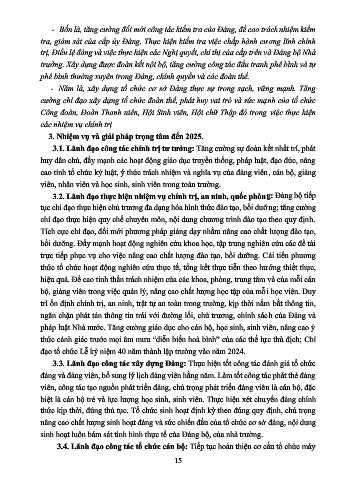 - Bốn là, tăng cường đổi mới công tác kiểm tra của Đảng, đề cao trách nhiệm kiểm
tra, giám sát của cấp ủy Đảng. Thực hiện kiểm tra việc chấp hành cương lĩnh chính
trị, Điều lệ đảng và việc thực hiện các Nghị quyết, chỉ thị của cấp trên và Đảng bộ Nhà
trường. Xây dựng được đoàn kết nội bộ, tăng cường công tác đấu tranh phê bình và tự
phê bình thường xuyên trong Đảng, chính quyền và các đoàn thể.
- Năm là, xây dựng tổ chức cơ sở Đảng thực sự trong sạch, vững mạnh. Tăng
cường chỉ đạo xây dựng tổ chức đoàn thể, phát huy vai trò và sức mạnh của tổ chức
Công đoàn, Đoàn Thanh niên, Hội Sinh viên, Hội Chữ Thập đỏ trong việc thực hiện
các nhiệm vụ chính trị
3. Nhiệm vụ và giải pháp trọng tâm đến 2025.
3.1. Lãnh đạo công tác chính trị tư tưởng: Tăng cường sự đoàn kết nhất trí, phát
huy dân chủ, đẩy mạnh các hoạt động giáo dục truyền thống, pháp luật, đạo đức, nâng
cao tính tổ chức kỷ luật, ý thức trách nhiệm và nghĩa vụ của đảng viên, cán bộ, giảng
viên, nhân viên và học sinh, sinh viên trong toàn trường.
3.2. Lãnh đạo thực hiện nhiệm vụ chính trị, an ninh, quốc phòng: Đảng bộ tiếp
tục chỉ đạo thực hiện chủ trương đa dạng hóa hình thức đào tạo, bồi dưỡng; tăng cường
chỉ đạo thực hiện quy chế chuyên môn, nội dung chương trình đào tạo theo quy định.
Tích cực chỉ đạo, đổi mới phương pháp giảng dạy nhằm nâng cao chất lượng đào tạo,
bồi dưỡng. Đẩy mạnh hoạt động nghiên cứu khoa học, tập trung nghiên cứu các đề tài
trực tiếp phục vụ cho việc nâng cao chất lượng đào tạo, bồi dưỡng. Cải tiến phương
thức tổ chức hoạt động nghiên cứu thực tế, tổng kết thực tiễn theo hướng thiết thực,
hiệu quả. Đề cao tinh thần trách nhiệm của các khoa, phòng, trung tâm và của mỗi cán
bộ, giảng viên trong việc quản lý, nâng cao chất lượng học tập của mỗi học viên. Duy
trì ổn định chính trị, an ninh, trật tự an toàn trong trường, kịp thời nắm bắt thông tin,
ngăn chặn phát tán thông tin trái với đường lối, chủ trương, chính sách của Đảng và
pháp luật Nhà nước. Tăng cường giáo dục cho cán bộ, học sinh, sinh viên, nâng cao ý
thức cảnh giác trước mọi âm mưu “diễn biến hoà bình” của các thế lực thù địch; Chỉ
đạo tổ chức Lễ kỷ niệm 40 năm thành lập trường vào năm 2024.
3.3. Lãnh đạo công tác xây dựng Đảng: Thực hiện tốt công tác đánh giá tổ chức
đảng và đảng viên, bổ sung lý lịch đảng viên hằng năm. Làm tốt công tác phát thẻ đảng
viên, công tác tạo nguồn phát triển đảng, chú trọng phát triển đảng viên là cán bộ, đặc
biệt là cán bộ trẻ và lực lượng học sinh, sinh viên. Thực hiện xét chuyển đảng chính
thức kịp thời, đúng thủ tục. Tổ chức sinh hoạt định kỳ theo đúng quy định, chú trọng
nâng cao chất lượng sinh hoạt đảng và sức chiến đấu của tổ chức cơ sở đảng, nội dung
sinh hoạt luôn bám sát tình hình thực tế của Đảng bộ, của nhà trường.
3.4. Lãnh đạo công tác tổ chức cán bộ: Tiếp tục hoàn thiện cơ cấu tổ chức máy
15